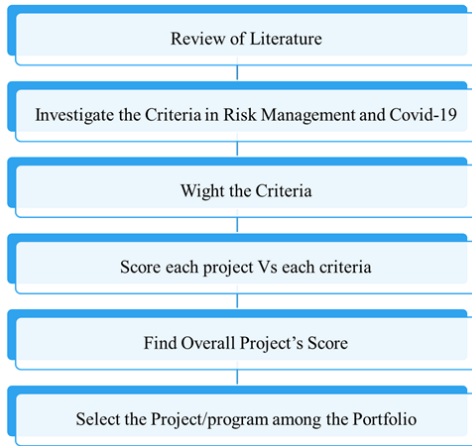 Review of Literature
Investigate the Criteria in Risk Management and Covid-19
Wight the Criteria
Score each project Vs each criteria
Find Overall Project's Score
Select the Project/program among the Portfolio